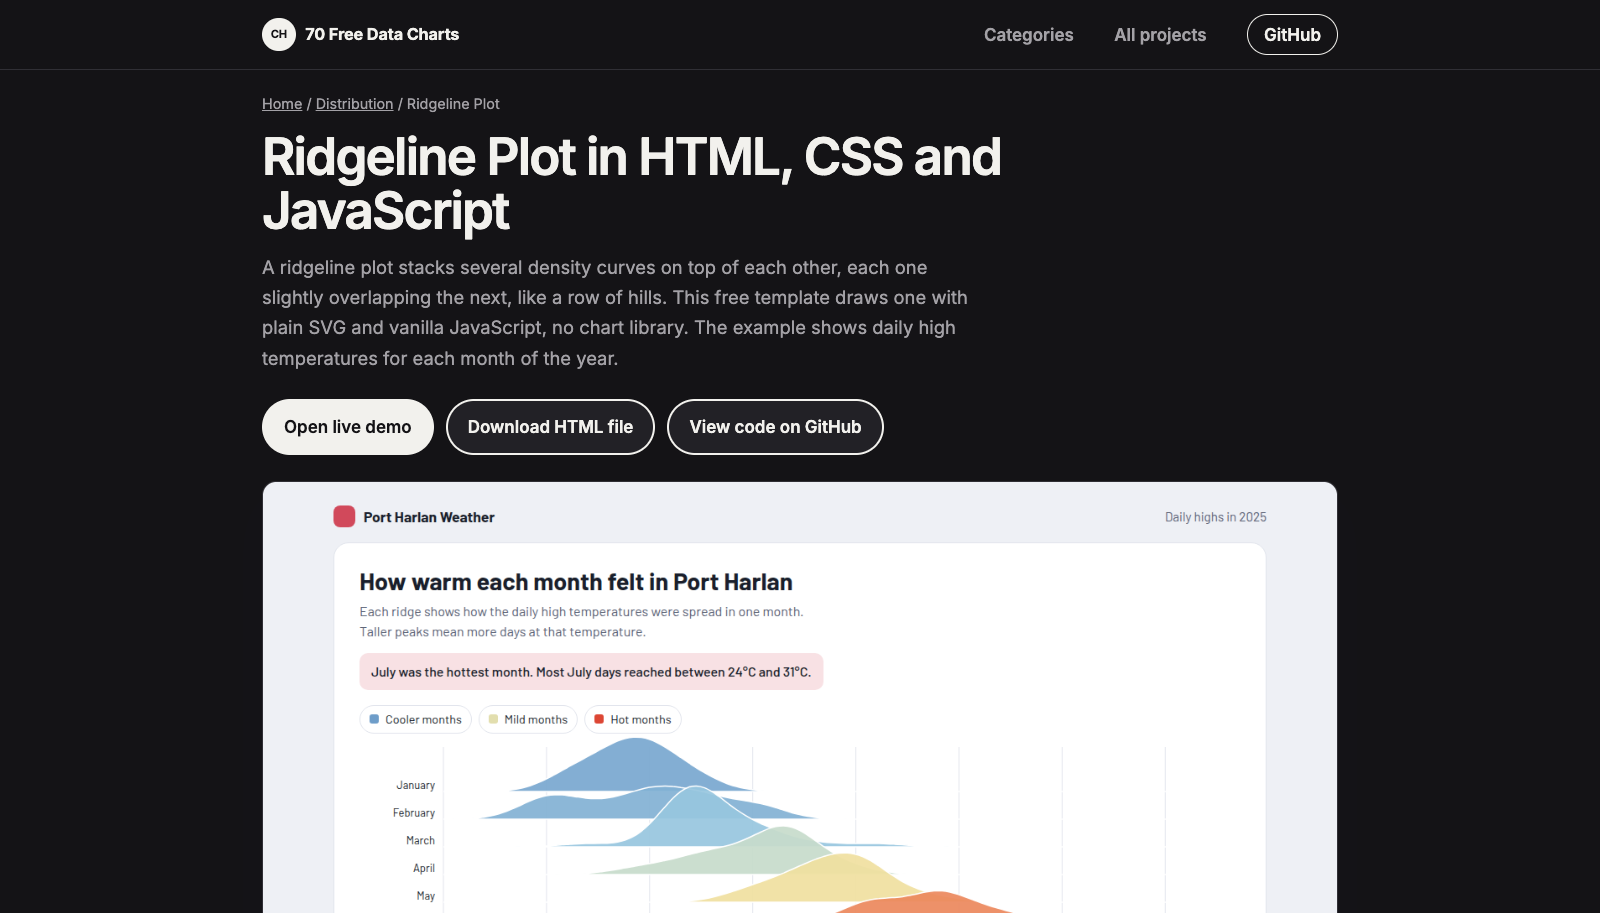 CH 70 Free Data Charts
Categories All projects GitHub
Home / Distribution / Ridgeline Plot
Ridgeline Plot in HTML, CSS and
JavaScript
A ridgeline plot stacks several density curves on top of each other, each one
slightly overlapping the next, like a row of hills. This free template draws one with
plain SVG and vanilla JavaScript, no chart library. The example shows daily high
temperatures for each month of the year.
Open live demo Download HTML file View code on GitHub
Port Harlan Weather Daily highs in 2025
How warm each month felt in Port Harlan
Each ridge shows how the daily high temperatures were spread in one month.
Taller peaks mean more days at that temperature.
July was the hottest month. Most July days reached between 24°C and 31°C.
Cooler months Mild months Hot months
January
February
March
April
May